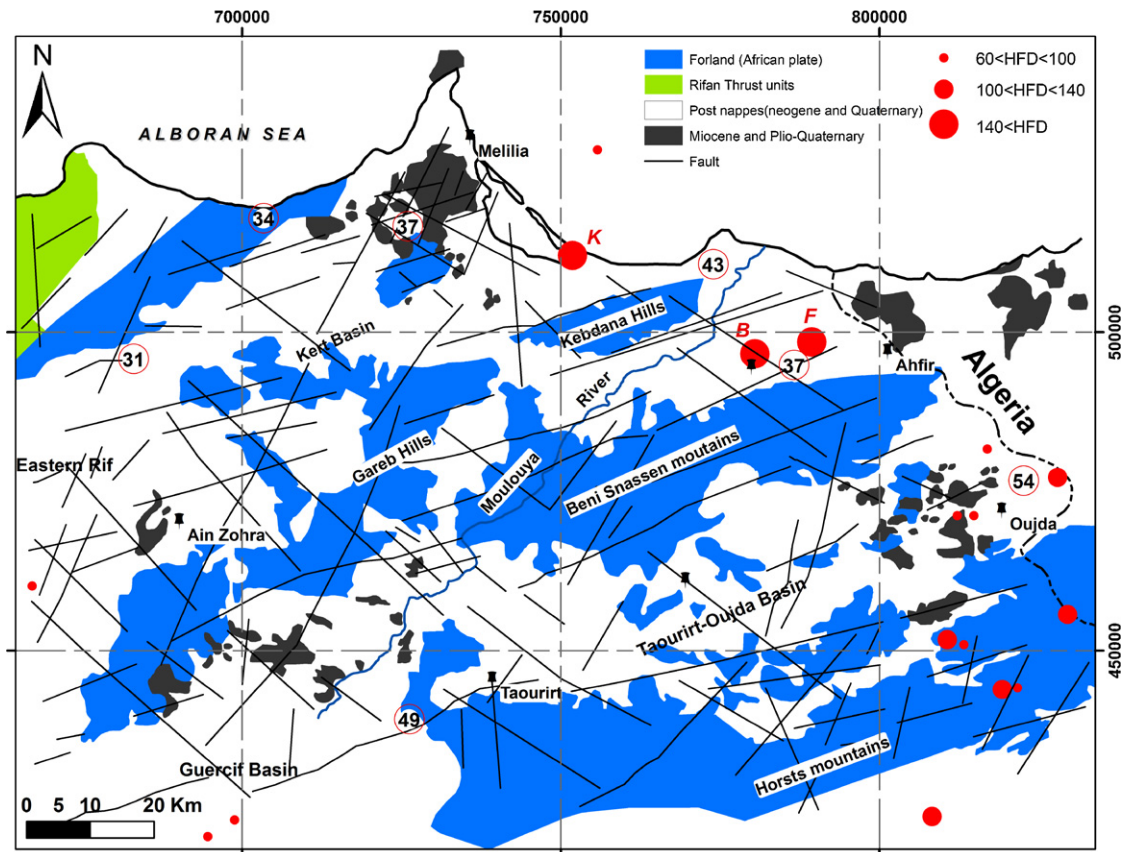 700000
750000
800000
N
ALBORAN SEA
Melilia
Forland (African plate)
Rifan Thrust units
Post nappes(neogene and Quaternary)
Miocene and Plio-Quaternary
Fault
60<HFD<100
100<HFD<140
140<HFD
34
37
K
43
Kebdana Hills
B
F
37
500000
Kert Basin
31
Ahfir
Algeria
River
Gareb Hills
Moulouya
Beni Snassen moutains
Eastern Rif
Ain Zohra
54
Oujda
Taourirt-Oujda Basin
450000
Taourirt
49
Guercif Basin
Horsts mountains
0 5 10 20 Km